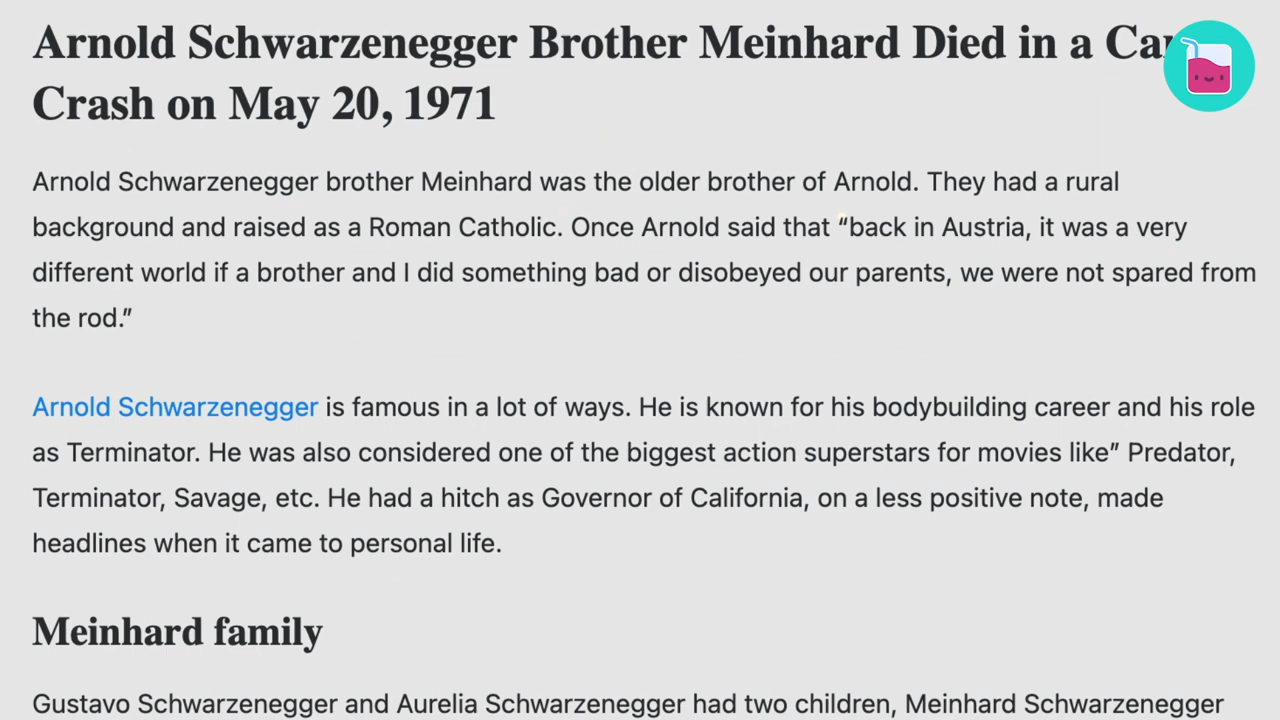 Arnold Schwarzenegger Brother Meinhard Died in a Car
Crash on May 20, 1971
Arnold Schwarzenegger brother Meinhard was the older brother of Arnold. They had a rural
background and raised as a Roman Catholic. Once Arnold said that “back in Austria, it was a very
different world if a brother and I did something bad or disobeyed our parents, we were not spared from
the rod.”
Arnold Schwarzenegger is famous in a lot of ways. He is known for his bodybuilding career and his role
as Terminator. He was also considered one of the biggest action superstars for movies like” Predator,
Terminator, Savage, etc. He had a hitch as Governor of California, on a less positive note, made
headlines when it came to personal life.
Meinhard family
Gustavo Schwarzenegger and Aurelia Schwarzenegger had two children, Meinhard Schwarzenegger